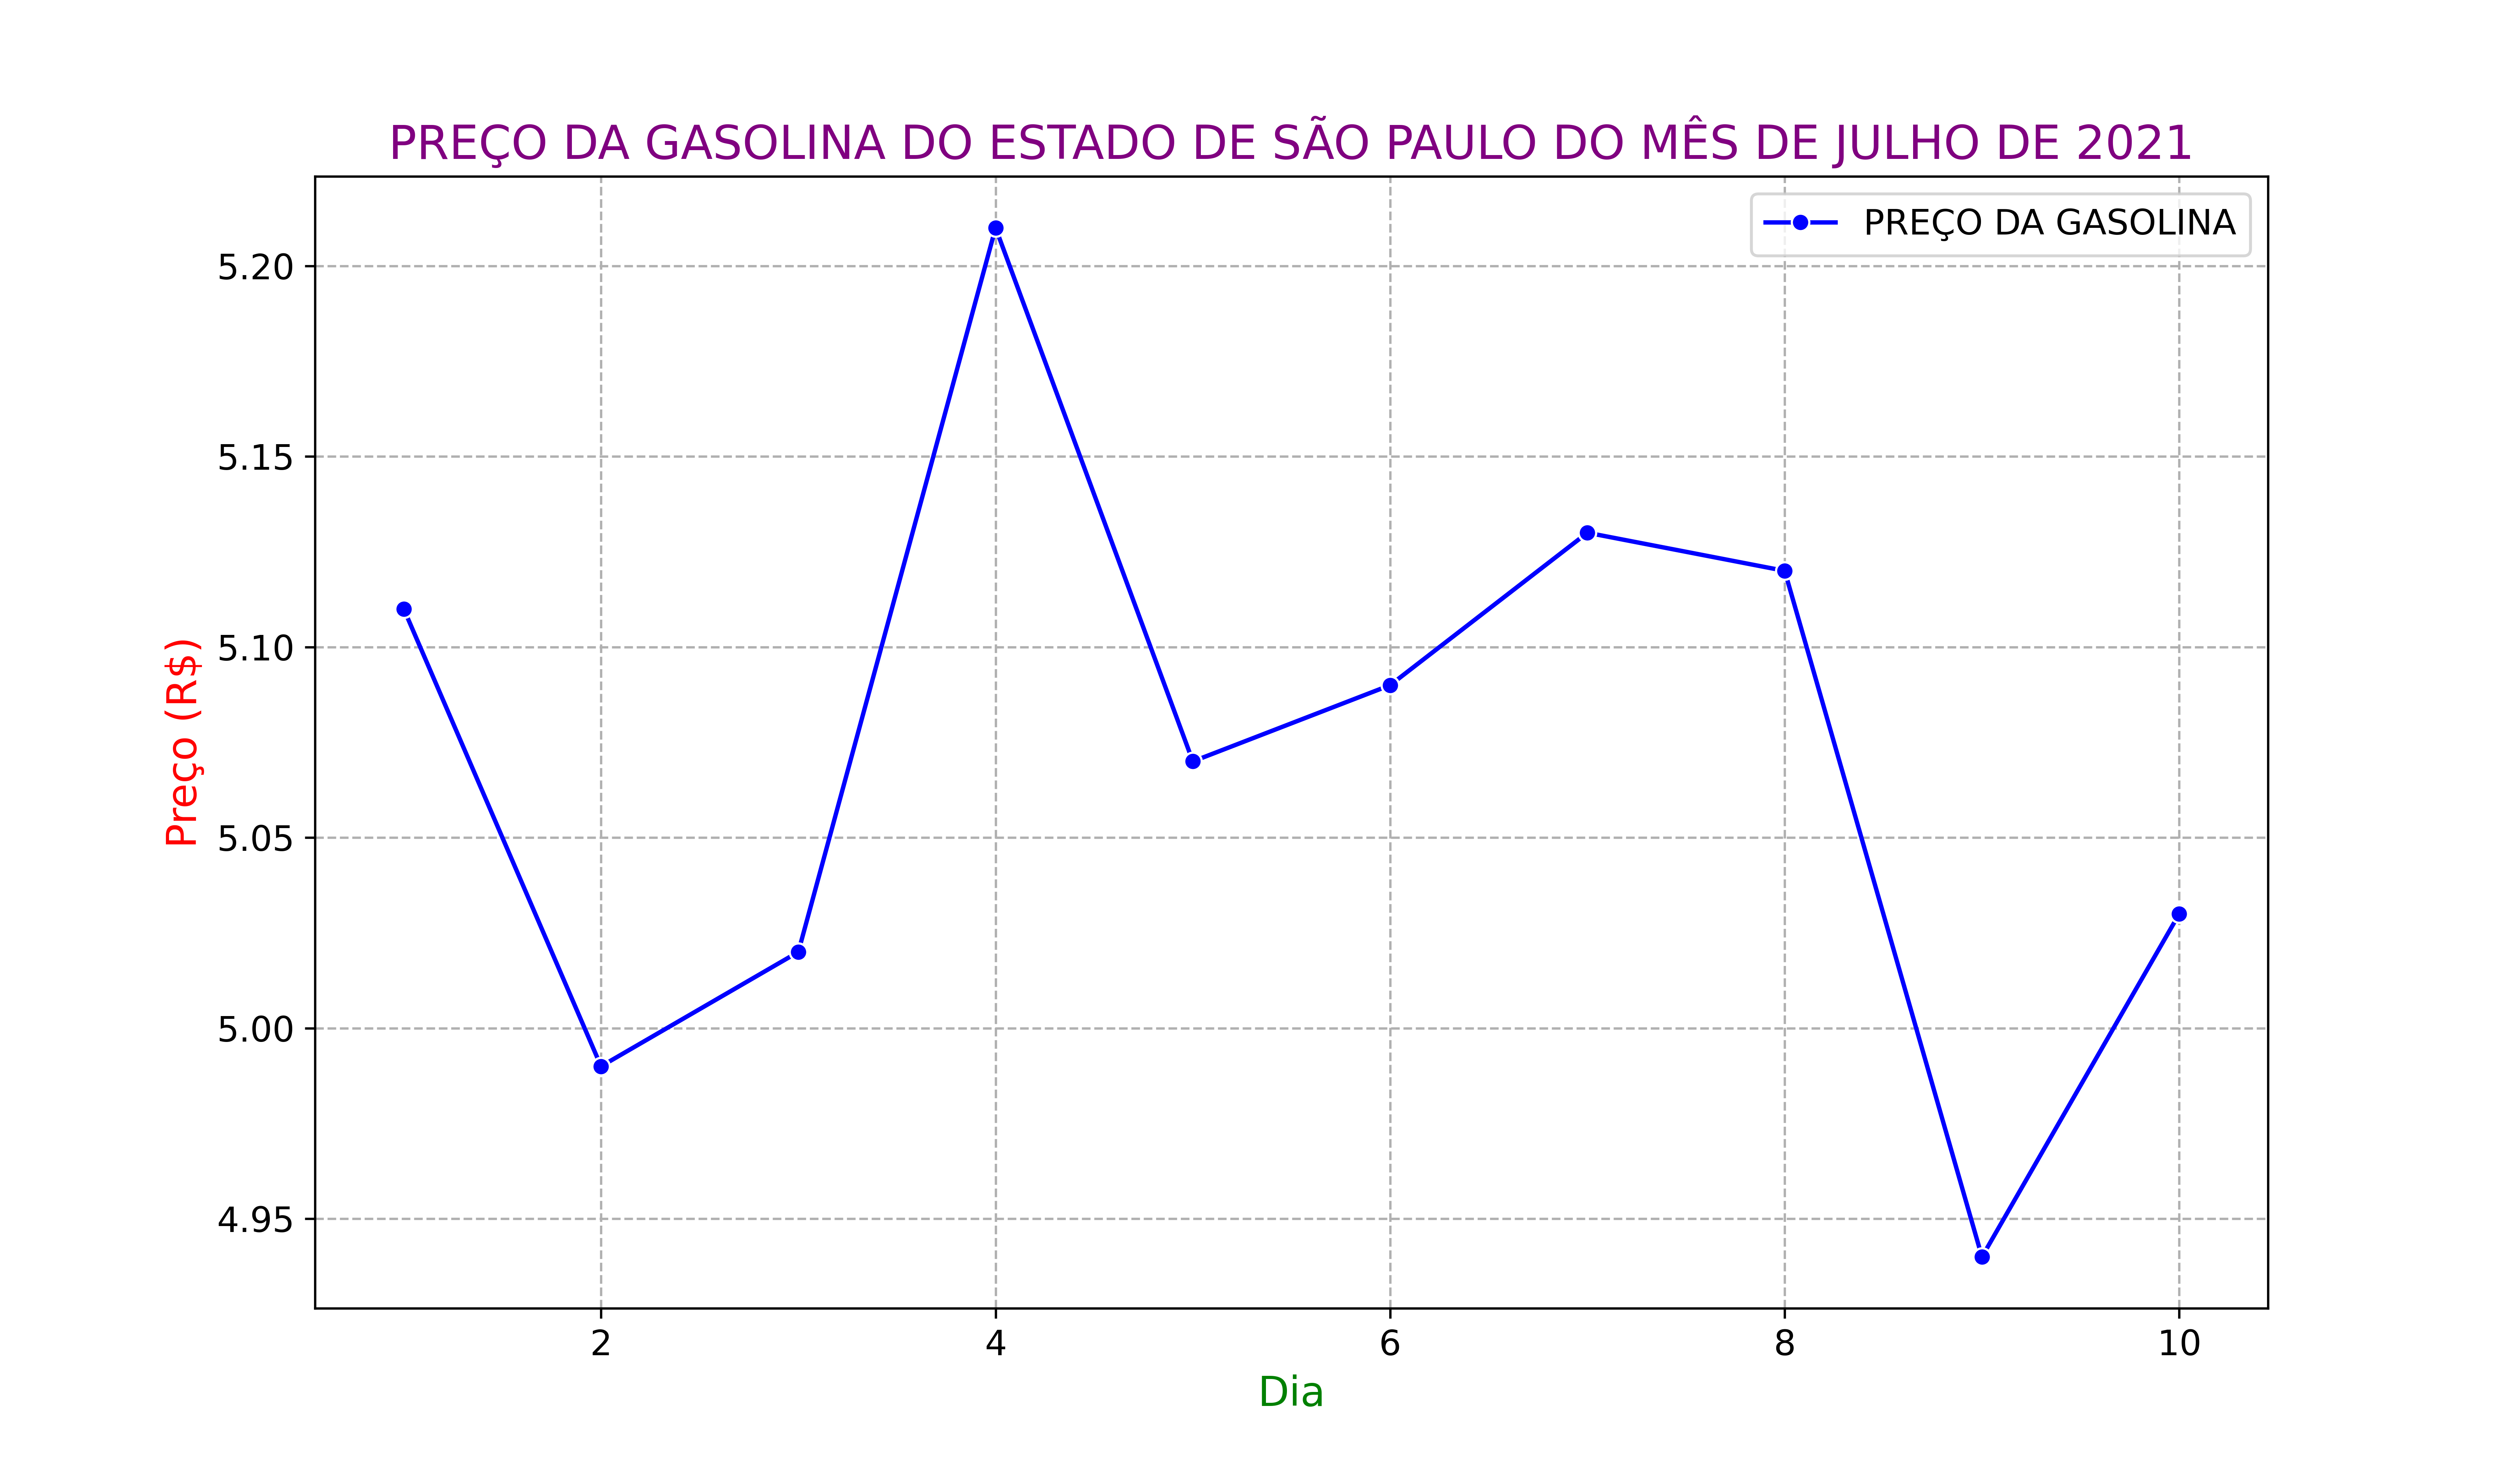 PREÇO DA GASOLINA DO ESTADO DE SÃO PAULO DO MÊS DE JULHO DE 2021
PREÇO DA GASOLINA
5.20
5.15
5.10
5.05
5.00
4.95
Preço (R$)
2 4 6 8 10
Dia